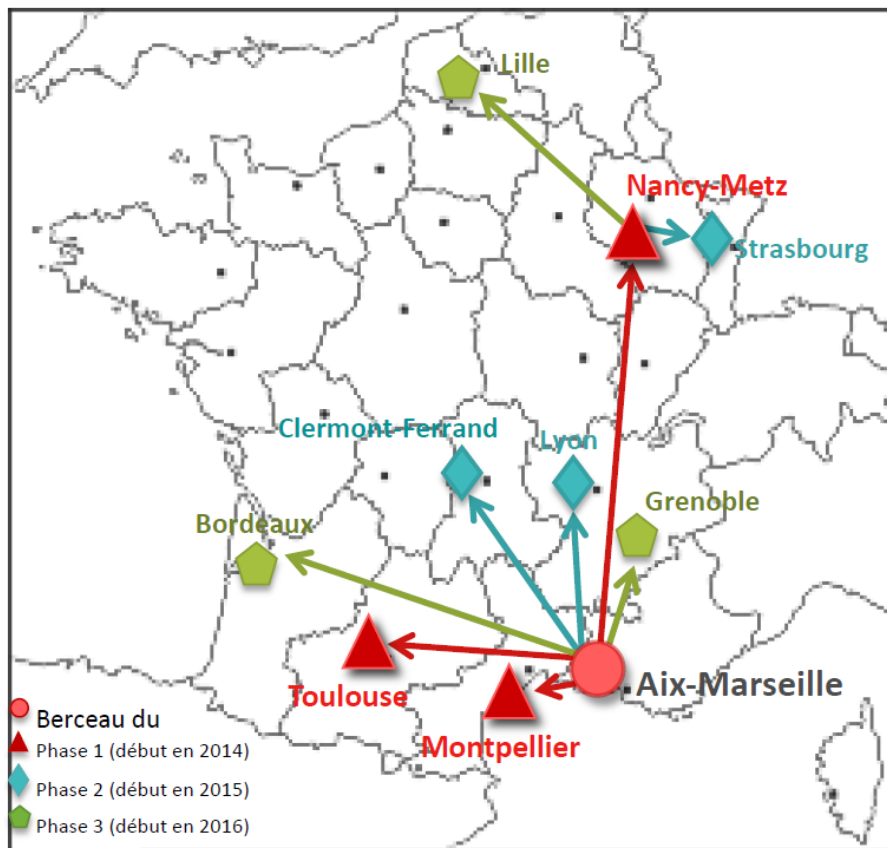 Lille
Nancy-Metz
Strasbourg
Clermont-Ferrand
Lyon
Grenoble
Bordeaux
Toulouse
Aix-Marseille
Montpellier
Berceau du
Phase 1 (début en 2014)
Phase 2 (début en 2015)
Phase 3 (début en 2016)